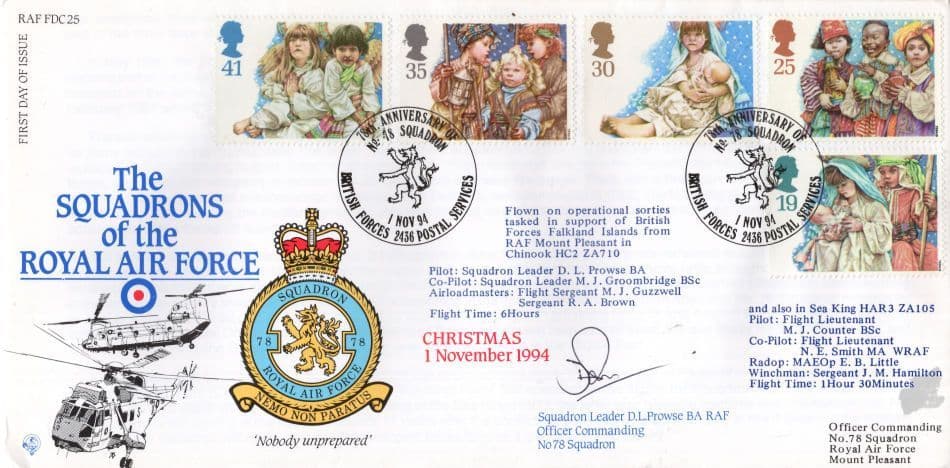 RAF FDC 25
FIRST DAY OF ISSUE
41
35
30
25
19
78th ANNIVERSARY OF
No. 78 SQUADRON
1 NOV 94
BRITISH FORCES 2436 POSTAL SERVICES
78th ANNIVERSARY OF
No. 78 SQUADRON
1 NOV 94
BRITISH FORCES 2436 POSTAL SERVICES
The
SQUADRONS
of the
ROYAL AIR FORCE
SQUADRON
78 78
ROYAL AIR FORCE
NEMO NON PARATUS
'Nobody unprepared'
Flown on operational sorties
tasked in support of British
Forces Falkland Islands from
RAF Mount Pleasant in
Chinook HC2 ZA710
Pilot: Squadron Leader D. L. Prowse BA
Co-Pilot: Squadron Leader M. J. Groombridge BSc
Airloadmasters: Flight Sergeant M. J. Guzzwell
Sergeant R. A. Brown
Flight Time: 6Hours
CHRISTMAS
1 November 1994
and also in Sea King HAR3 ZA105
Pilot: Flight Lieutenant
M. J. Counter BSc
Co-Pilot: Flight Lieutenant
N. E. Smith MA WRAF
Radop: MAEOp E. B. Little
Winchman: Sergeant J. M. Hamilton
Flight Time: 1Hour 30Minutes
Squadron Leader D.L.Prowse BA RAF
Officer Commanding
No78 Squadron
Officer Commanding
No.78 Squadron
Royal Air Force
Mount Pleasant